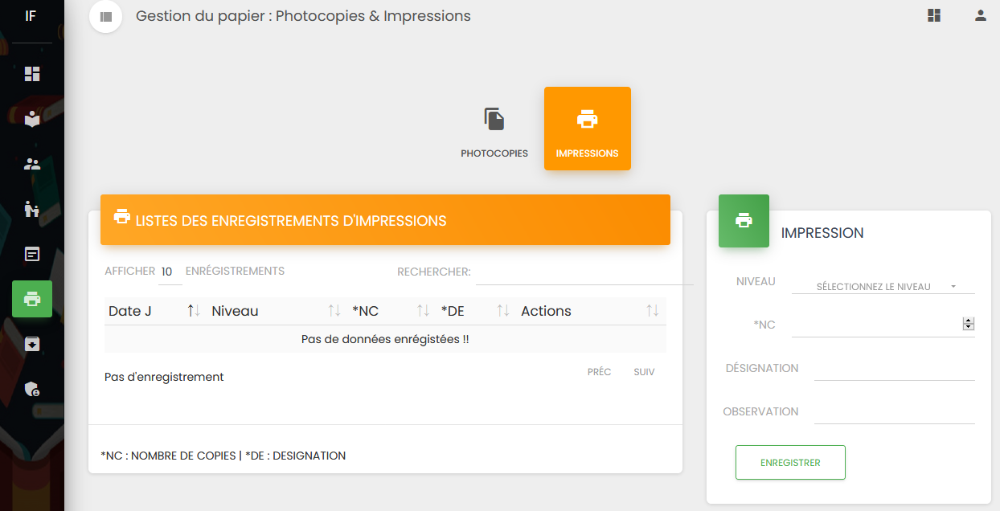 IF
Gestion du papier : Photocopies & Impressions
PHOTOCOPIES
IMPRESSIONS
LISTES DES ENREGISTREMENTS D'IMPRESSIONS
AFFICHER 10 ENRÉGISTREMENTS RECHERCHER:
Date J Niveau *NC *DE Actions
Pas de données enrégistées !!
Pas d'enregistrement PRÉC SUIV
*NC : NOMBRE DE COPIES | *DE : DESIGNATION
IMPRESSION
NIVEAU SÉLECTIONNEZ LE NIVEAU
*NC
DÉSIGNATION
OBSERVATION
ENREGISTRER